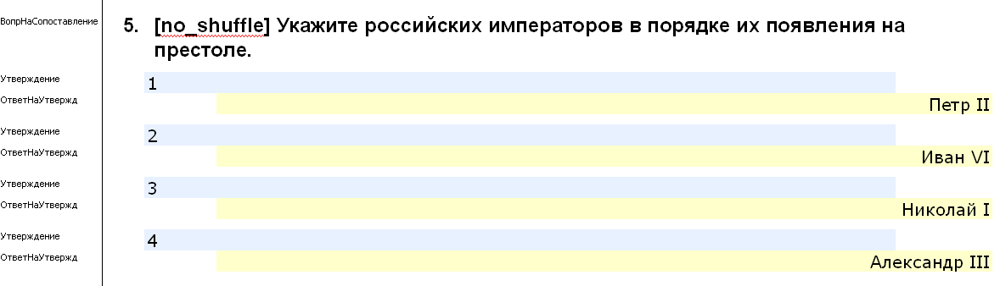 ВопрНаСопоставление
5. [no_shuffle] Укажите российских императоров в порядке их появления на
престоле.
Утверждение
1
ОтветНаУтвержд
Петр II
Утверждение
2
ОтветНаУтвержд
Иван VI
Утверждение
3
ОтветНаУтвержд
Николай I
Утверждение
4
ОтветНаУтвержд
Александр III